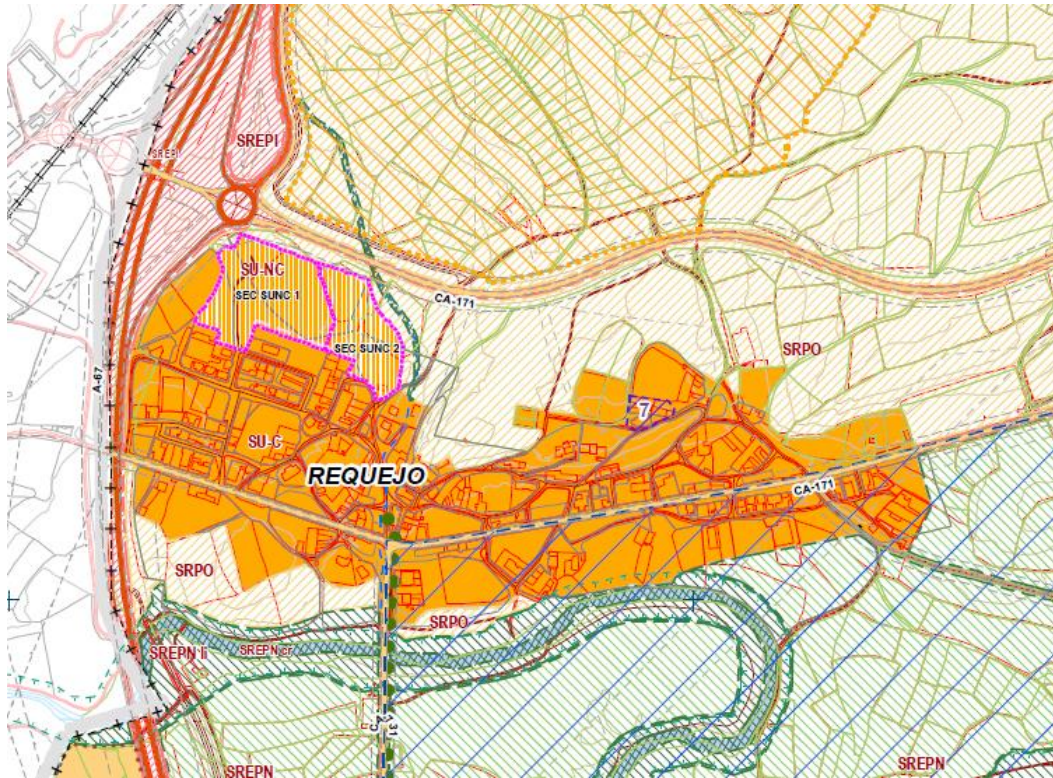 SREPI
SREPI
SU-NC
SEC SUNC 1
CA-171
SEC SUNC 2
SRPO
A-67
7
SU-C
REQUEJO
CA-171
SRPO
SRPO
SREPN li
SREPN cr
SREPN
SREPN